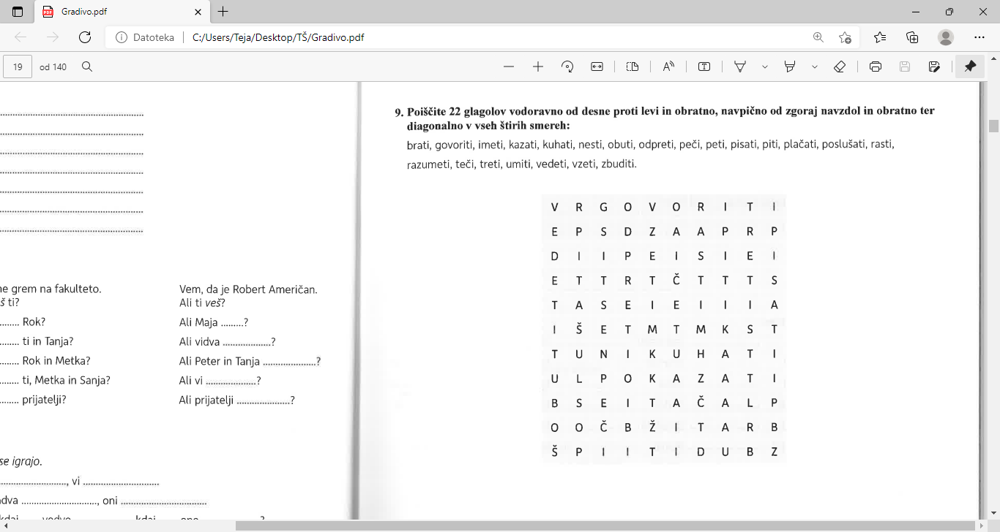 Gradivo.pdf
Datoteka C:/Users/Teja/Desktop/TŠ/Gradivo.pdf
19 od 140
ne grem na fakulteto.
š ti?
........ Rok?
........ ti in Tanja?
........ Rok in Metka?
........ ti, Metka in Sanja?
........ prijatelji?
se igrajo.
........................................, vi ........................................
dva ........................................, oni ........................................
Vem, da je Robert Američan.
Ali ti veš?
Ali Maja .........?
Ali vidva ...................?
Ali Peter in Tanja .....................?
Ali vi .........................?
Ali prijatelji ....................?
9. Poiščite 22 glagolov vodoravno od desne proti levi in obratno, navpično od zgoraj navzdol in obratno ter
diagonalno v vseh štirih smereh:
brati, govoriti, imeti, kazati, kuhati, nesti, obuti, odpreti, peči, peti, pisati, piti, plačati, poslušati, rasti,
razumeti, teči, treti, umiti, vedeti, vzeti, zbuditi.
V R G O V O R I T I
E P S D Z A A P R P
D I I P E I S I E I
E T T R T Č T T T S
T A S E I E I I I A
I Š E T M T M K S T
T U N I K U H A T I
U L P O K A Z A T I
B S E I T A Č A L P
O O Č B Ž I T A R B
Š P I I T I D U B Z